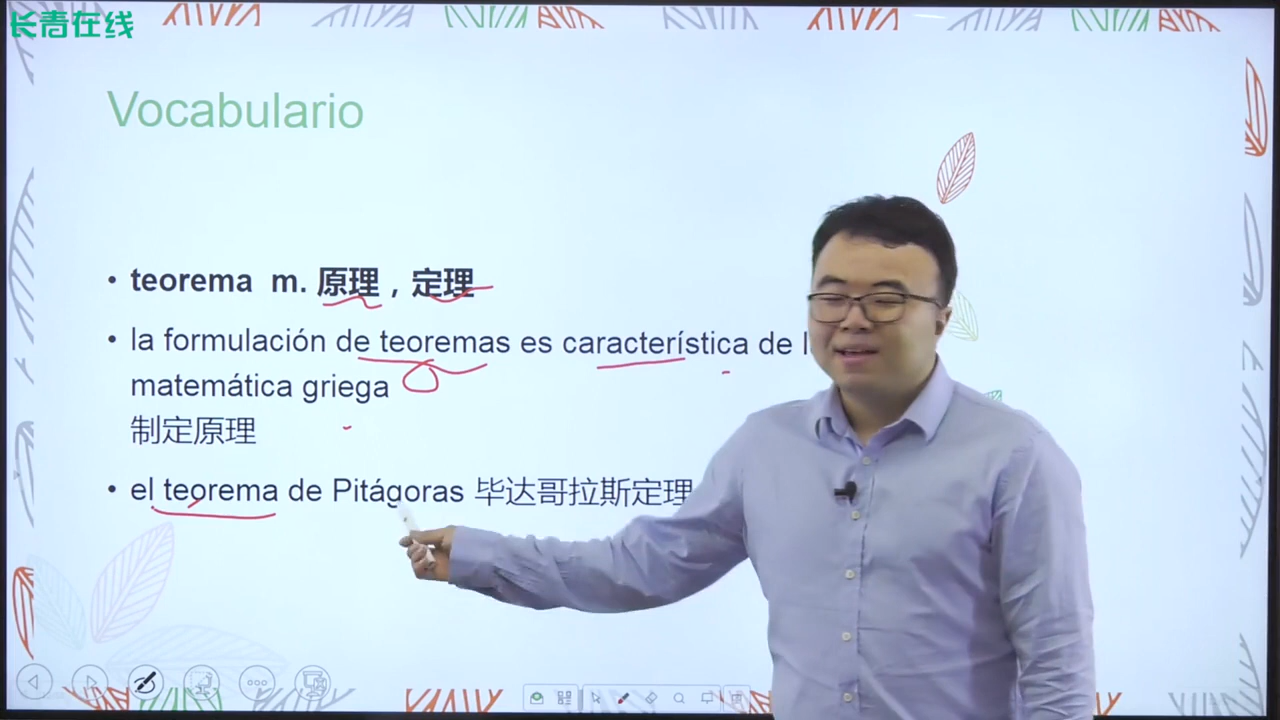 长青在线
Vocabulario
• teorema m. 原理，定理
• la formulación de teoremas es característica de
matemática griega
制定原理
• el teorema de Pitágoras 毕达哥拉斯定理